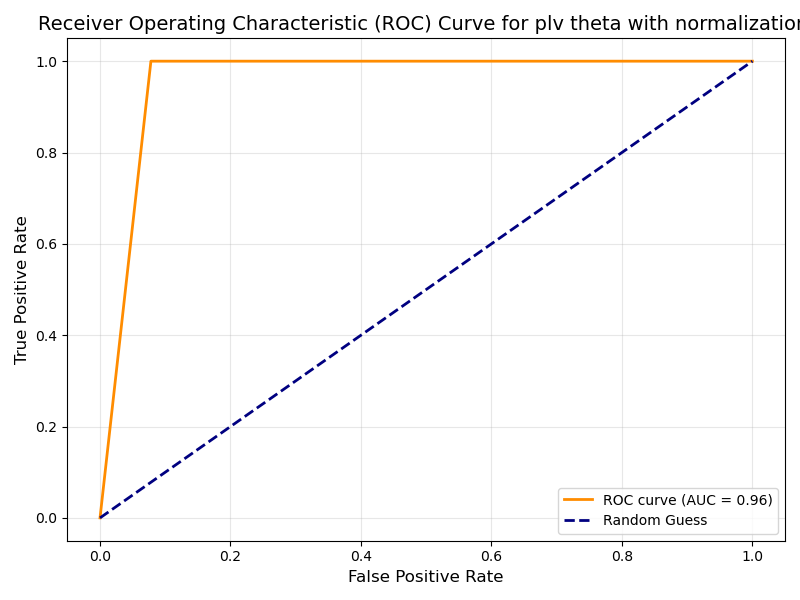 Receiver Operating Characteristic (ROC) Curve for plv theta with normalization
1.0
0.8
0.6
0.4
0.2
0.0
True Positive Rate
0.0 0.2 0.4 0.6 0.8 1.0
False Positive Rate
ROC curve (AUC = 0.96)
Random Guess